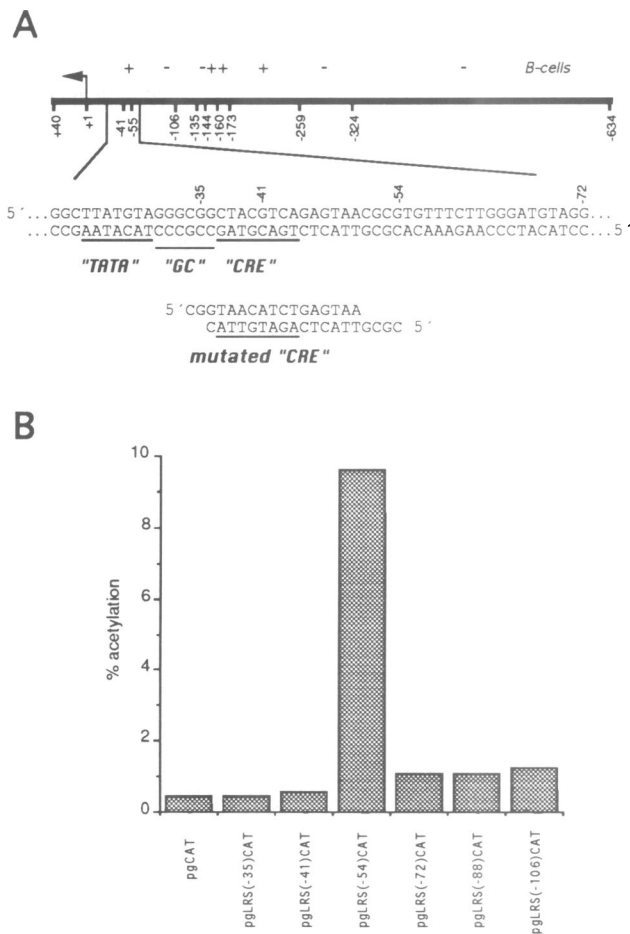 A
+ - - + + + - - B-cells
+40 +1 -41 -55 -106 -135 -144 -160 -173 -259 -324 -634
-35 -41 -54 -72
5´...GGCTTATGTAGGGCGGCTACGTCAGAGTAACGCGTGTTTCTTGGGATGTAGG...
...CCGAATACATCCCGCCGATGCAGTCTCATTGCGCACAAAGAACCCTACATCC...5´
"TATA" "GC" "CRE"
5´CGGTAACATCTGAGTAA
CATTGTAGACTCATTGCGC 5´
mutated "CRE"
B
% acetylation
10
8
6
4
2
0
pgCAT
pgLRS(-35)CAT
pgLRS(-41)CAT
pgLRS(-54)CAT
pgLRS(-72)CAT
pgLRS(-88)CAT
pgLRS(-106)CAT